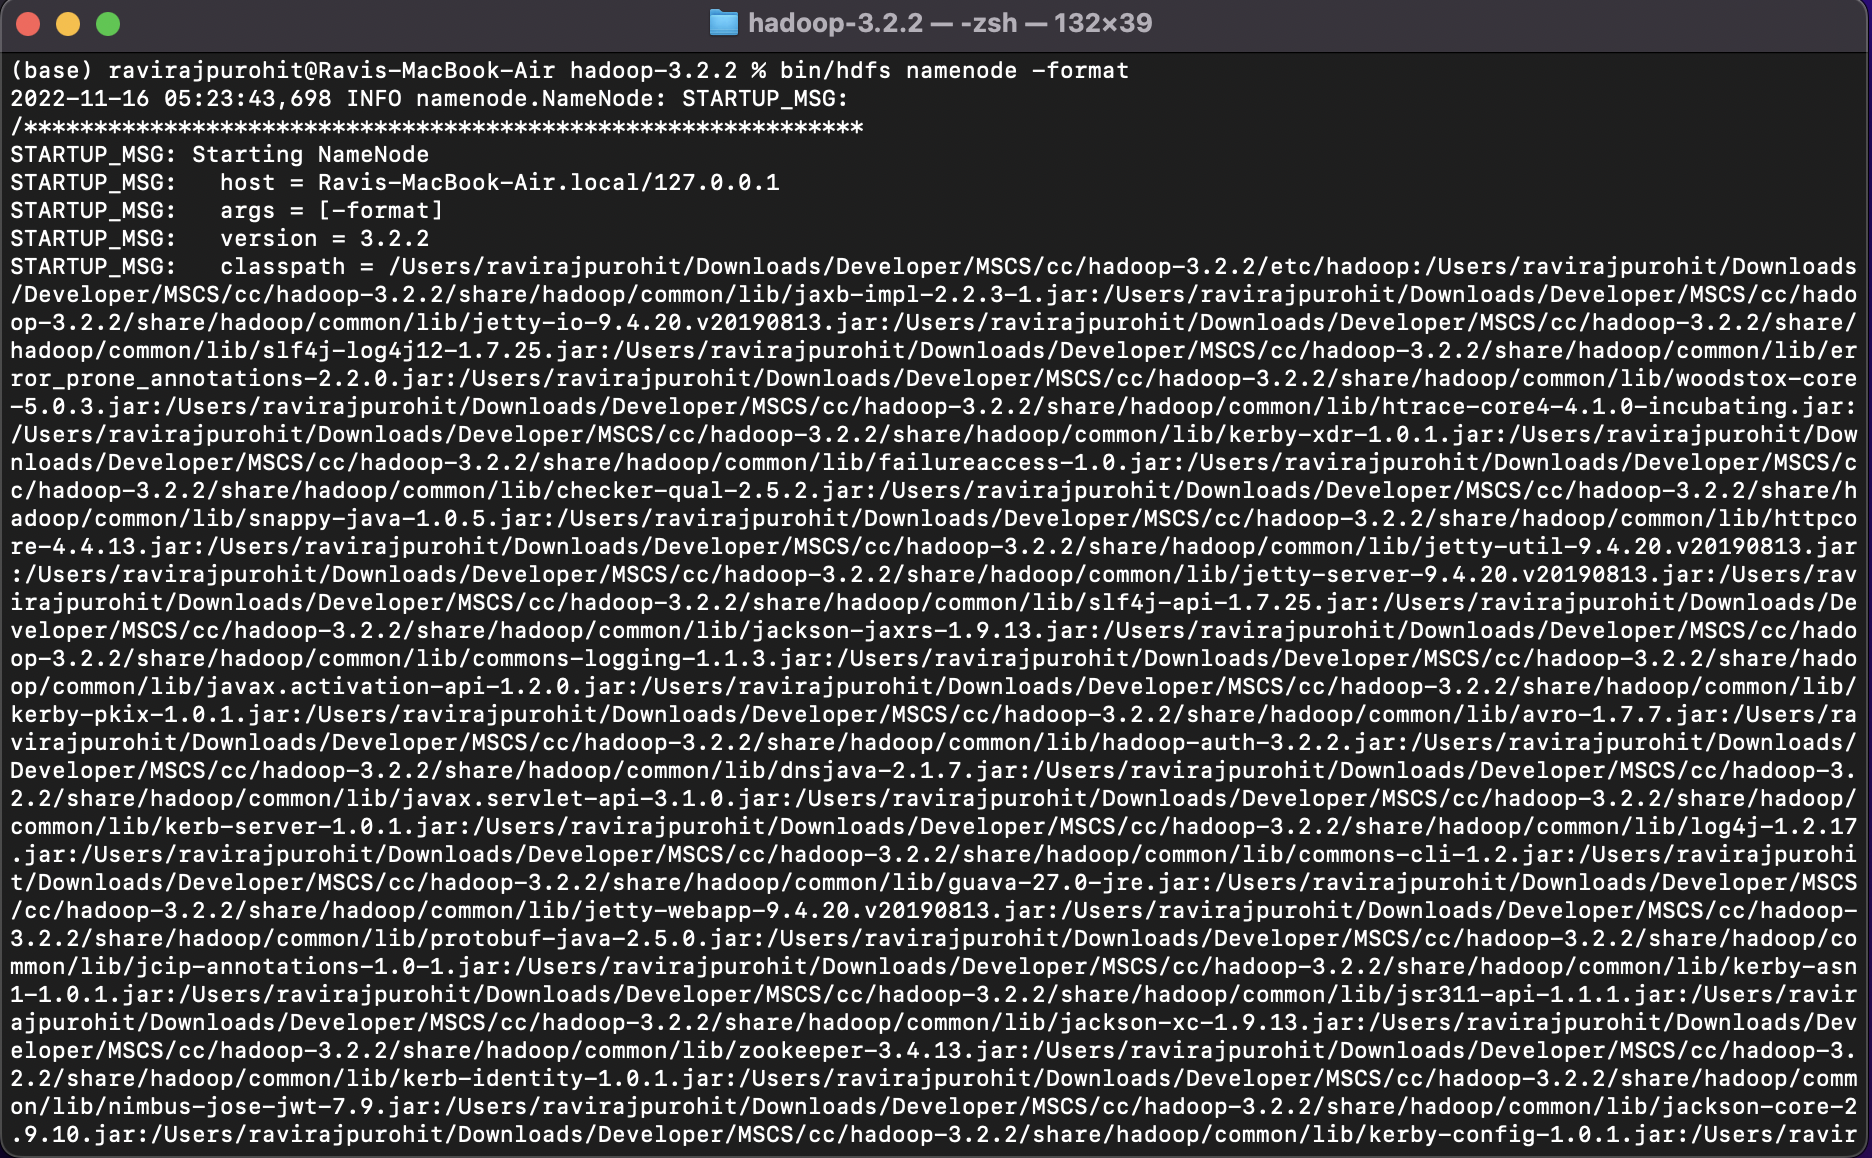 hadoop-3.2.2 — -zsh — 132×39
(base) ravirajpurohit@Ravis-MacBook-Air hadoop-3.2.2 % bin/hdfs namenode -format
2022-11-16 05:23:43,698 INFO namenode.NameNode: STARTUP_MSG:
/************************************************************
STARTUP_MSG: Starting NameNode
STARTUP_MSG:   host = Ravis-MacBook-Air.local/127.0.0.1
STARTUP_MSG:   args = [-format]
STARTUP_MSG:   version = 3.2.2
STARTUP_MSG:   classpath = /Users/ravirajpurohit/Downloads/Developer/MSCS/cc/hadoop-3.2.2/etc/hadoop:/Users/ravirajpurohit/Downloads
/Developer/MSCS/cc/hadoop-3.2.2/share/hadoop/common/lib/jaxb-impl-2.2.3-1.jar:/Users/ravirajpurohit/Downloads/Developer/MSCS/cc/hado
op-3.2.2/share/hadoop/common/lib/jetty-io-9.4.20.v20190813.jar:/Users/ravirajpurohit/Downloads/Developer/MSCS/cc/hadoop-3.2.2/share/
hadoop/common/lib/slf4j-log4j12-1.7.25.jar:/Users/ravirajpurohit/Downloads/Developer/MSCS/cc/hadoop-3.2.2/share/hadoop/common/lib/er
ror_prone_annotations-2.2.0.jar:/Users/ravirajpurohit/Downloads/Developer/MSCS/cc/hadoop-3.2.2/share/hadoop/common/lib/woodstox-core
-5.0.3.jar:/Users/ravirajpurohit/Downloads/Developer/MSCS/cc/hadoop-3.2.2/share/hadoop/common/lib/htrace-core4-4.1.0-incubating.jar:
/Users/ravirajpurohit/Downloads/Developer/MSCS/cc/hadoop-3.2.2/share/hadoop/common/lib/kerby-xdr-1.0.1.jar:/Users/ravirajpurohit/Dow
nloads/Developer/MSCS/cc/hadoop-3.2.2/share/hadoop/common/lib/failureaccess-1.0.jar:/Users/ravirajpurohit/Downloads/Developer/MSCS/c
c/hadoop-3.2.2/share/hadoop/common/lib/checker-qual-2.5.2.jar:/Users/ravirajpurohit/Downloads/Developer/MSCS/cc/hadoop-3.2.2/share/h
adoop/common/lib/snappy-java-1.0.5.jar:/Users/ravirajpurohit/Downloads/Developer/MSCS/cc/hadoop-3.2.2/share/hadoop/common/lib/httpco
re-4.4.13.jar:/Users/ravirajpurohit/Downloads/Developer/MSCS/cc/hadoop-3.2.2/share/hadoop/common/lib/jetty-util-9.4.20.v20190813.jar
:/Users/ravirajpurohit/Downloads/Developer/MSCS/cc/hadoop-3.2.2/share/hadoop/common/lib/jetty-server-9.4.20.v20190813.jar:/Users/rav
irajpurohit/Downloads/Developer/MSCS/cc/hadoop-3.2.2/share/hadoop/common/lib/slf4j-api-1.7.25.jar:/Users/ravirajpurohit/Downloads/De
veloper/MSCS/cc/hadoop-3.2.2/share/hadoop/common/lib/jackson-jaxrs-1.9.13.jar:/Users/ravirajpurohit/Downloads/Developer/MSCS/cc/hado
op-3.2.2/share/hadoop/common/lib/commons-logging-1.1.3.jar:/Users/ravirajpurohit/Downloads/Developer/MSCS/cc/hadoop-3.2.2/share/hado
op/common/lib/javax.activation-api-1.2.0.jar:/Users/ravirajpurohit/Downloads/Developer/MSCS/cc/hadoop-3.2.2/share/hadoop/common/lib/
kerby-pkix-1.0.1.jar:/Users/ravirajpurohit/Downloads/Developer/MSCS/cc/hadoop-3.2.2/share/hadoop/common/lib/avro-1.7.7.jar:/Users/ra
virajpurohit/Downloads/Developer/MSCS/cc/hadoop-3.2.2/share/hadoop/common/lib/hadoop-auth-3.2.2.jar:/Users/ravirajpurohit/Downloads/
Developer/MSCS/cc/hadoop-3.2.2/share/hadoop/common/lib/dnsjava-2.1.7.jar:/Users/ravirajpurohit/Downloads/Developer/MSCS/cc/hadoop-3.
2.2/share/hadoop/common/lib/javax.servlet-api-3.1.0.jar:/Users/ravirajpurohit/Downloads/Developer/MSCS/cc/hadoop-3.2.2/share/hadoop/
common/lib/kerb-server-1.0.1.jar:/Users/ravirajpurohit/Downloads/Developer/MSCS/cc/hadoop-3.2.2/share/hadoop/common/lib/log4j-1.2.17
.jar:/Users/ravirajpurohit/Downloads/Developer/MSCS/cc/hadoop-3.2.2/share/hadoop/common/lib/commons-cli-1.2.jar:/Users/ravirajpurohi
t/Downloads/Developer/MSCS/cc/hadoop-3.2.2/share/hadoop/common/lib/guava-27.0-jre.jar:/Users/ravirajpurohit/Downloads/Developer/MSCS
/cc/hadoop-3.2.2/share/hadoop/common/lib/jetty-webapp-9.4.20.v20190813.jar:/Users/ravirajpurohit/Downloads/Developer/MSCS/cc/hadoop-
3.2.2/share/hadoop/common/lib/protobuf-java-2.5.0.jar:/Users/ravirajpurohit/Downloads/Developer/MSCS/cc/hadoop-3.2.2/share/hadoop/co
mmon/lib/jcip-annotations-1.0-1.jar:/Users/ravirajpurohit/Downloads/Developer/MSCS/cc/hadoop-3.2.2/share/hadoop/common/lib/kerby-asn
1-1.0.1.jar:/Users/ravirajpurohit/Downloads/Developer/MSCS/cc/hadoop-3.2.2/share/hadoop/common/lib/jsr311-api-1.1.1.jar:/Users/ravir
ajpurohit/Downloads/Developer/MSCS/cc/hadoop-3.2.2/share/hadoop/common/lib/jackson-xc-1.9.13.jar:/Users/ravirajpurohit/Downloads/Dev
eloper/MSCS/cc/hadoop-3.2.2/share/hadoop/common/lib/zookeeper-3.4.13.jar:/Users/ravirajpurohit/Downloads/Developer/MSCS/cc/hadoop-3.
2.2/share/hadoop/common/lib/kerb-identity-1.0.1.jar:/Users/ravirajpurohit/Downloads/Developer/MSCS/cc/hadoop-3.2.2/share/hadoop/comm
on/lib/nimbus-jose-jwt-7.9.jar:/Users/ravirajpurohit/Downloads/Developer/MSCS/cc/hadoop-3.2.2/share/hadoop/common/lib/jackson-core-2
.9.10.jar:/Users/ravirajpurohit/Downloads/Developer/MSCS/cc/hadoop-3.2.2/share/hadoop/common/lib/kerby-config-1.0.1.jar:/Users/ravir